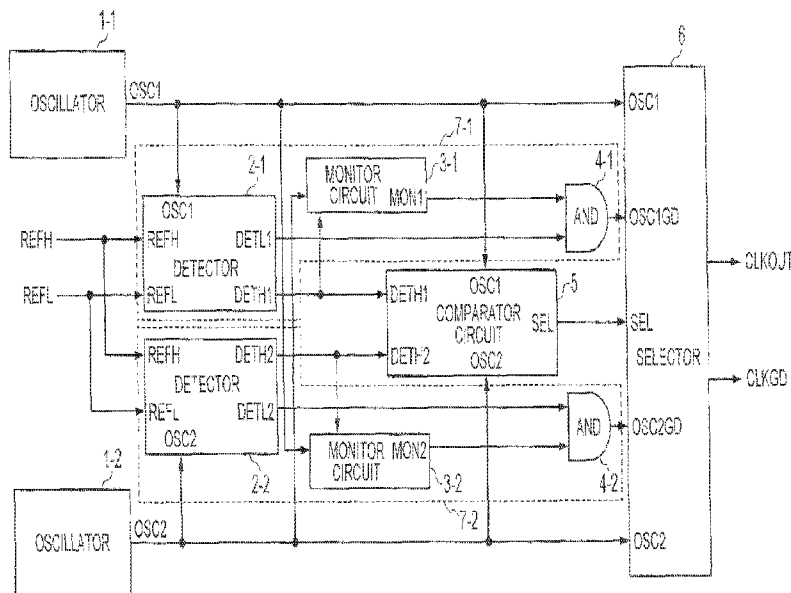 1-1
6
OSCILLATOR
OSC1
OSC1
7-1
2-1
3-1
4-1
MONITOR
CIRCUIT
MON1
OSC1
AND
OSC1GD
REFH
REFH
DETL1
DETECTOR
REFL
REFL
DETH1
DETH1
OSC1
5
CLKOUT
COMPARATOR
CIRCUIT
SEL
SEL
REFH
DETH2
DETH2
OSC2
SELECTOR
DETECTOR
REFL
DETL2
CLKGD
OSC2
AND
OSC2GD
MONITOR
CIRCUIT
MON2
1-2
2-2
3-2
4-2
7-2
OSCILLATOR
OSC2
OSC2